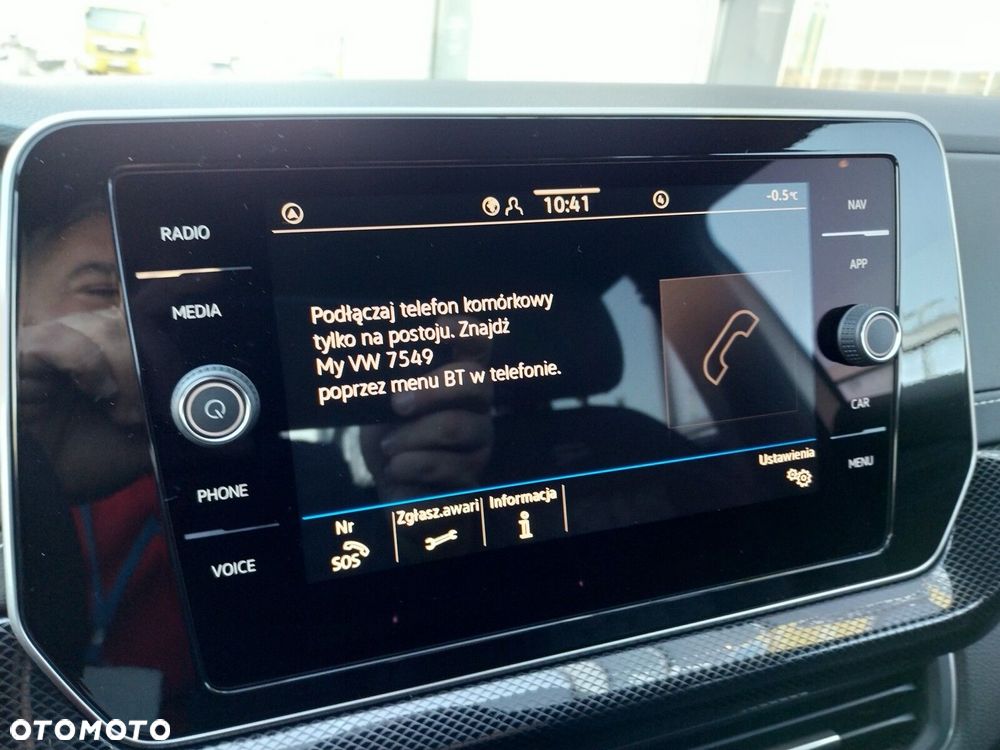 RADIO
MEDIA
PHONE
VOICE
10:41
4
-0.5°C
Podłączaj telefon komórkowy
tylko na postoju. Znajdź
My VW 7549
poprzez menu BT w telefonie.
Ustawienia
Nr
SOS
Zgłasz.awari
Informacja
NAV
APP
CAR
MENU
OTOMOTO